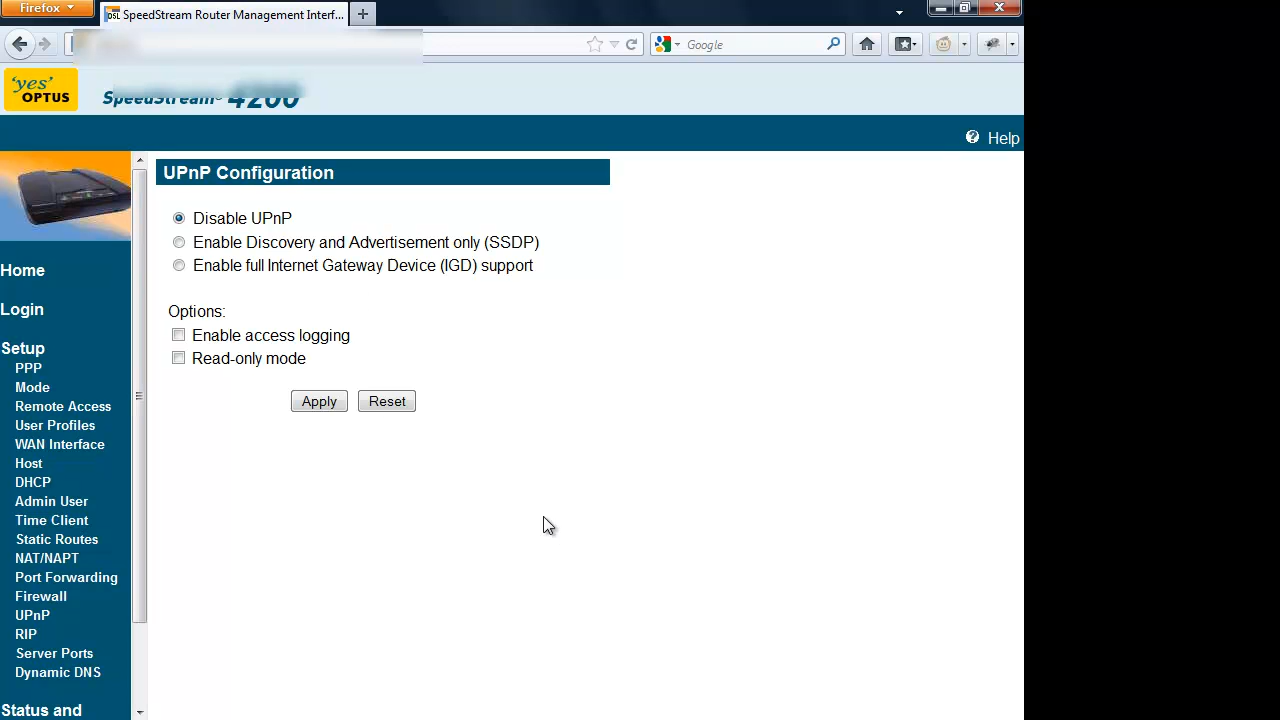 Firefox
DSL SpeedStream Router Management Interf...
Google
'yes'
OPTUS
SpeedStream® 4200
Help
UPnP Configuration
Disable UPnP
Enable Discovery and Advertisement only (SSDP)
Enable full Internet Gateway Device (IGD) support
Options:
Enable access logging
Read-only mode
Apply Reset
Home
Login
Setup
PPP
Mode
Remote Access
User Profiles
WAN Interface
Host
DHCP
Admin User
Time Client
Static Routes
NAT/NAPT
Port Forwarding
Firewall
UPnP
RIP
Server Ports
Dynamic DNS
Status and